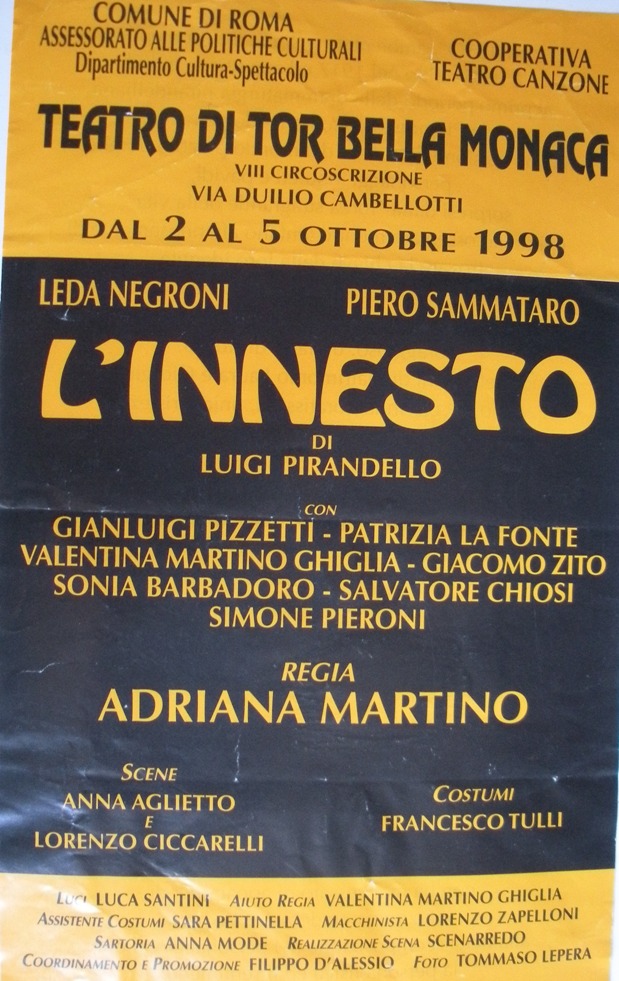 COMUNE DI ROMA
ASSESSORATO ALLE POLITICHE CULTURALI
Dipartimento Cultura-Spettacolo
COOPERATIVA
TEATRO CANZONE
TEATRO DI TOR BELLA MONACA
VIII CIRCOSCRIZIONE
VIA DUILIO CAMBELLOTTI
DAL 2 AL 5 OTTOBRE 1998
LEDA NEGRONI PIERO SAMMATARO
L'INNESTO
DI
LUIGI PIRANDELLO
CON
GIANLUIGI PIZZETTI - PATRIZIA LA FONTE
VALENTINA MARTINO GHIGLIA - GIACOMO ZITO
SONIA BARBADORO - SALVATORE CHIOSI
SIMONE PIERONI
REGIA
ADRIANA MARTINO
SCENE
ANNA AGLIETTO
E
LORENZO CICCARELLI
COSTUMI
FRANCESCO TULLI
LUCI LUCA SANTINI AIUTO REGIA VALENTINA MARTINO GHIGLIA
ASSISTENTE COSTUMI SARA PETTINELLA MACCHINISTA LORENZO ZAPELLONI
SARTORIA ANNA MODE REALIZZAZIONE SCENA SCENARREDO
COORDINAMENTO E PROMOZIONE FILIPPO D'ALESSIO FOTO TOMMASO LEPERA